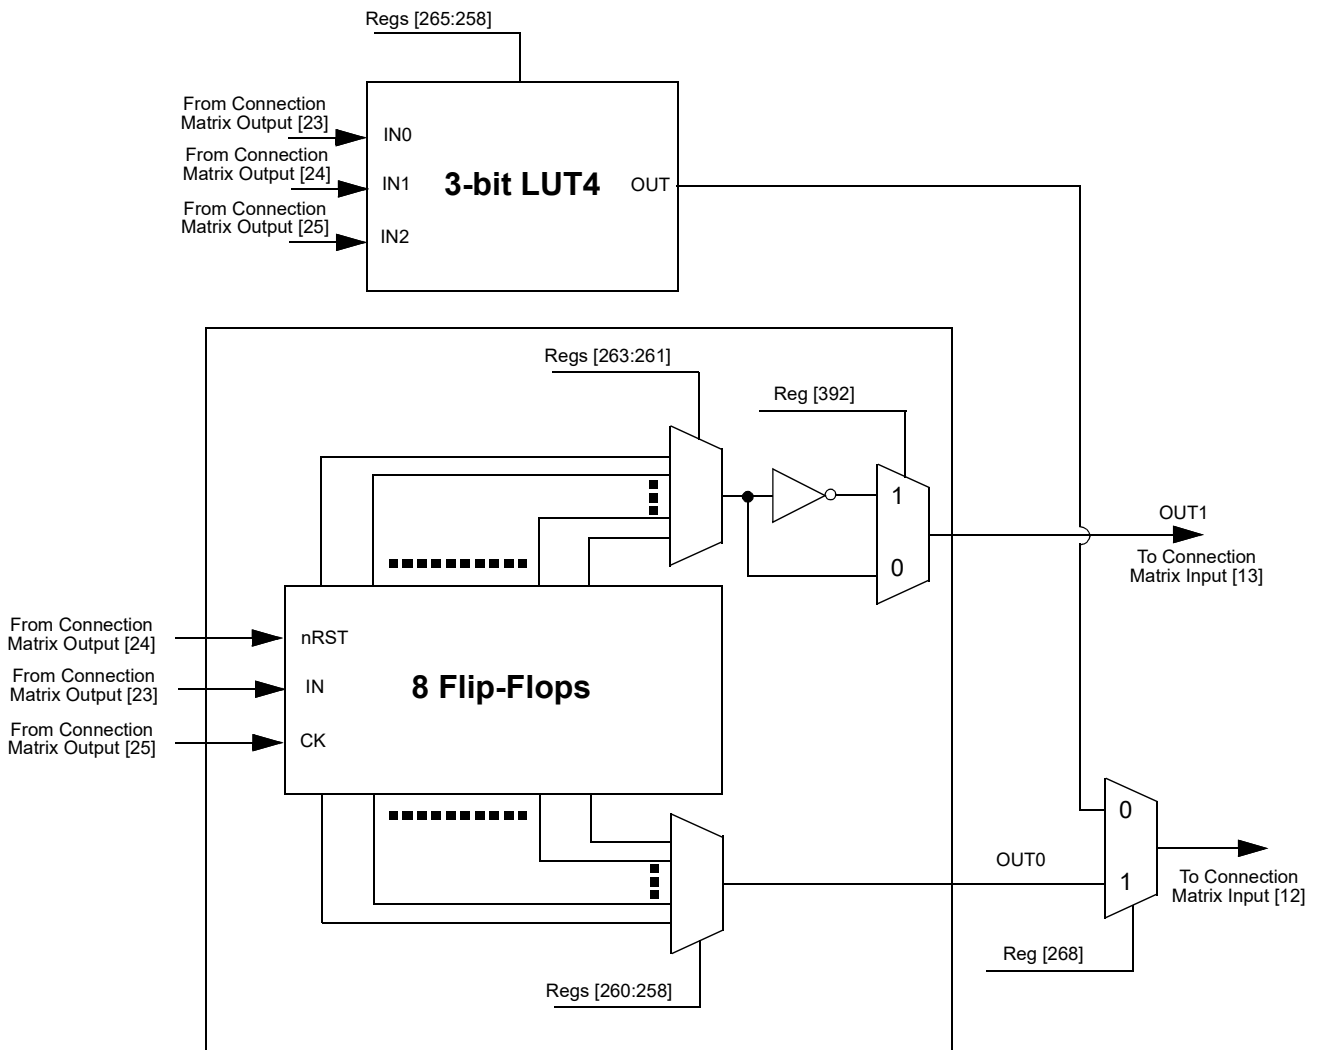 Regs [265:258]
From Connection
Matrix Output [23]
IN0
From Connection
Matrix Output [24]
IN1
3-bit LUT4
OUT
From Connection
Matrix Output [25]
IN2
Regs [263:261]
Reg [392]
1
0
OUT1
To Connection
Matrix Input [13]
From Connection
Matrix Output [24]
nRST
From Connection
Matrix Output [23]
IN
8 Flip-Flops
From Connection
Matrix Output [25]
CK
0
OUT0
1
To Connection
Matrix Input [12]
Reg [268]
Regs [260:258]